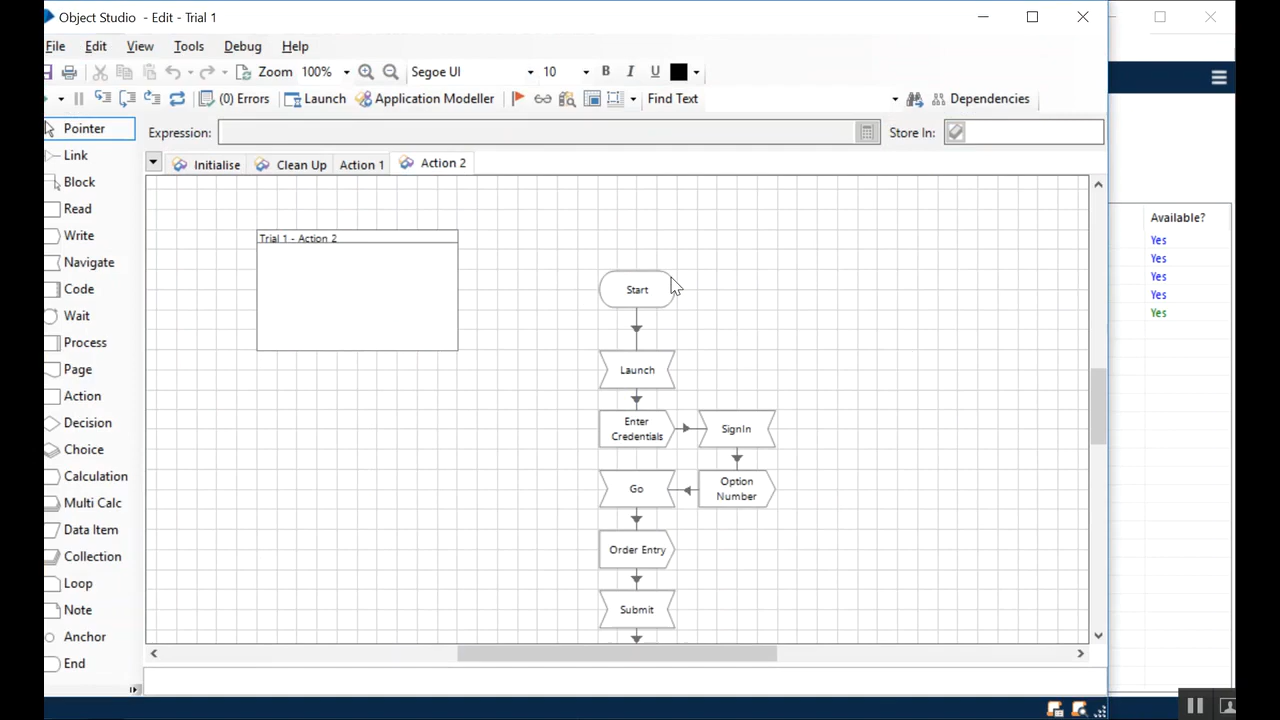 Object Studio - Edit - Trial 1
File Edit View Tools Debug Help
Zoom 100% Segoe UI 10 B I U
(0) Errors Launch Application Modeller Find Text Dependencies
Pointer
Expression: Store In:
Link
Initialise Clean Up Action 1 Action 2
Block
Read
Write
Navigate
Code
Wait
Process
Page
Action
Decision
Choice
Calculation
Multi Calc
Data Item
Collection
Loop
Note
Anchor
End
Trial 1 - Action 2
Start
Launch
Enter
Credentials
SignIn
Option
Number
Go
Order Entry
Submit
Available?
Yes
Yes
Yes
Yes
Yes